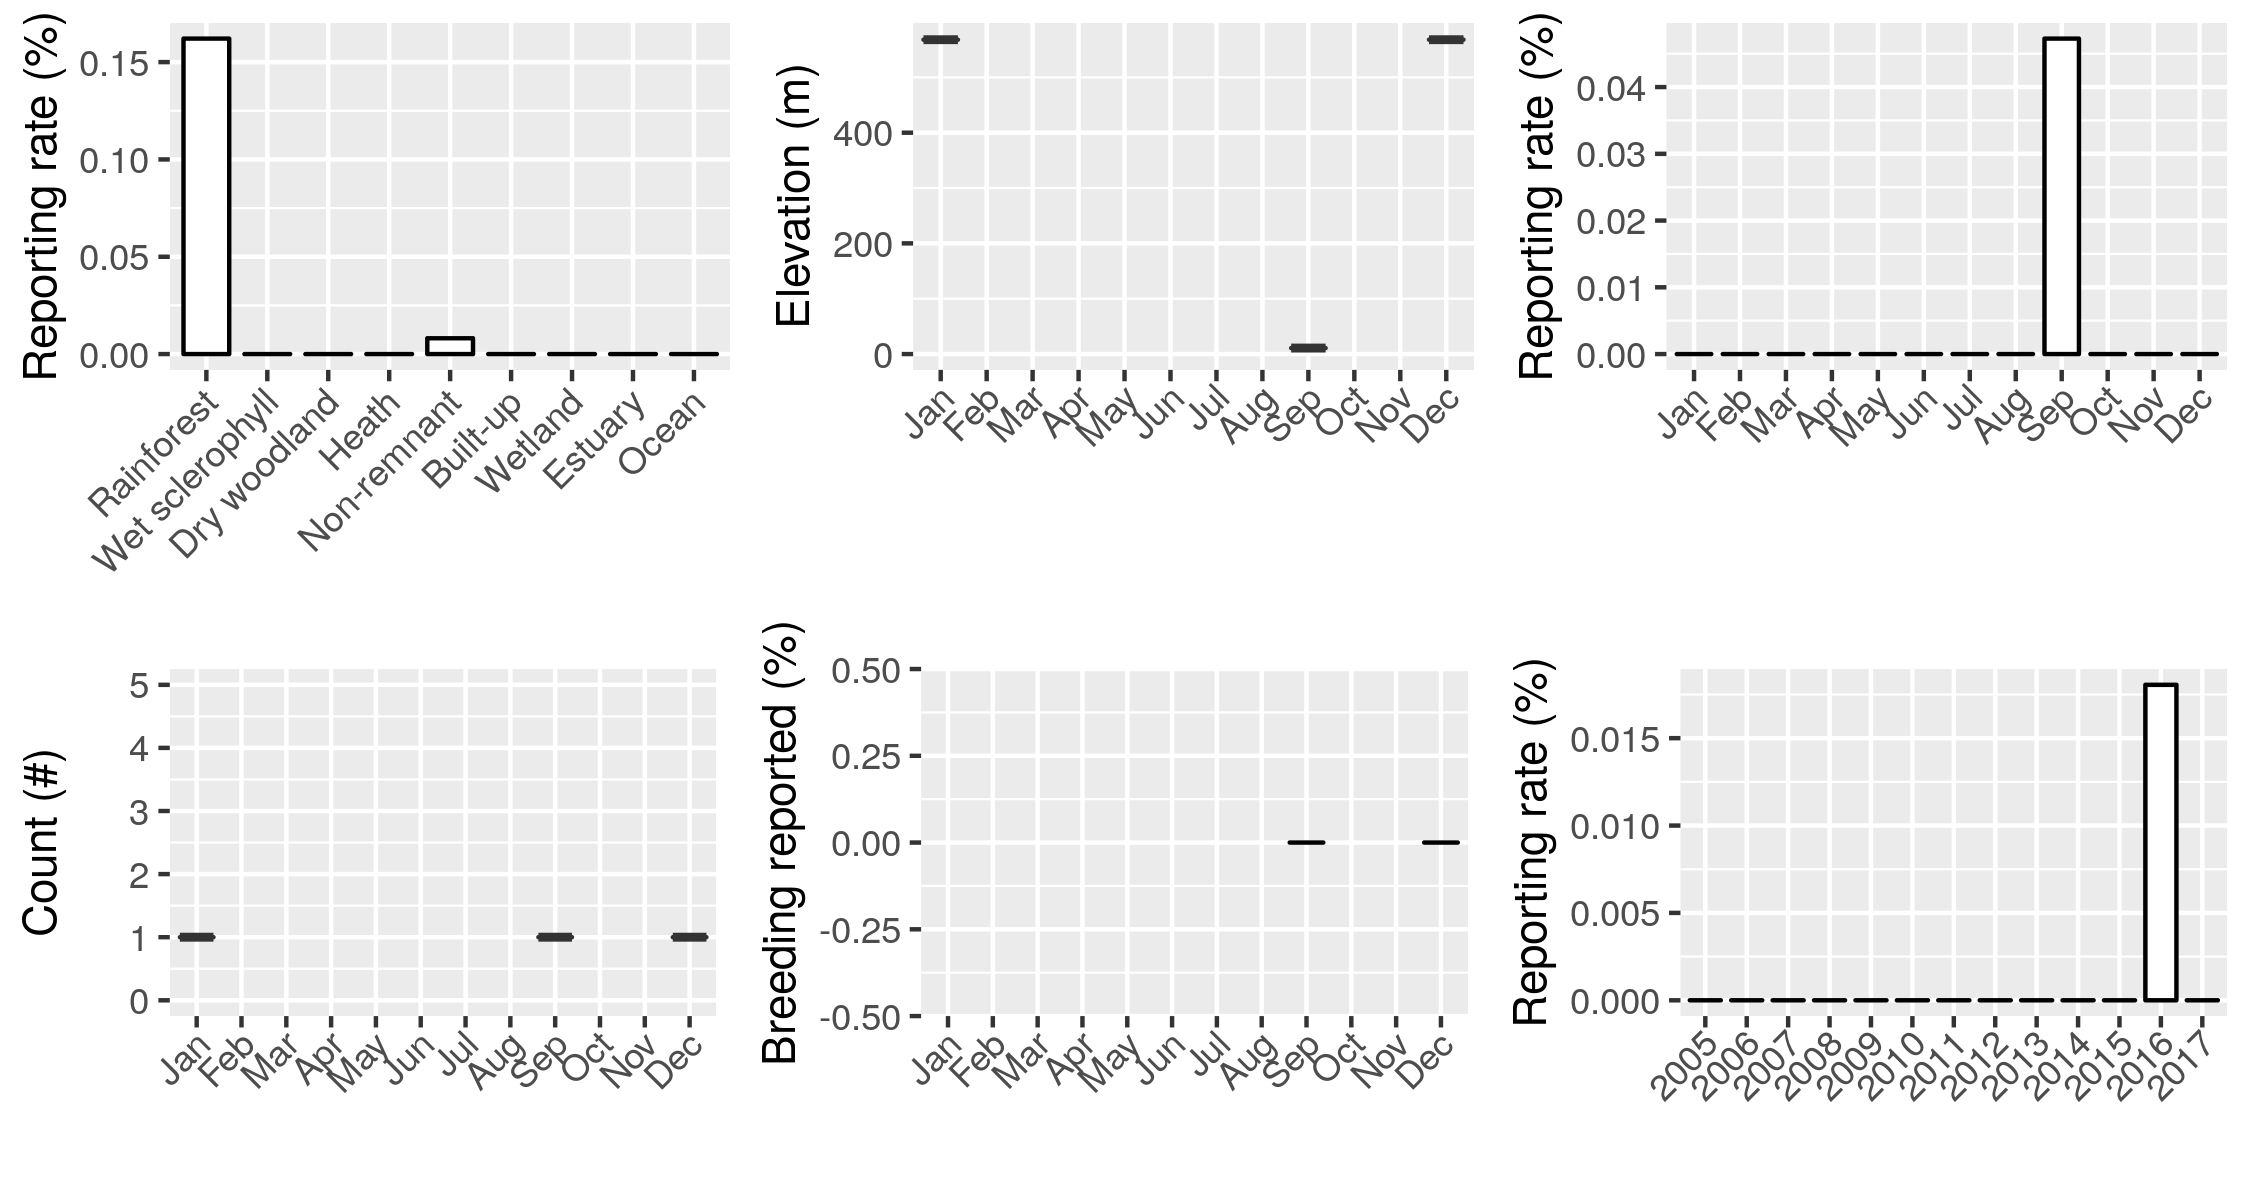 Reporting rate (%)
0.15
0.10
0.05
0.00
Rainforest
Wet sclerophyll
Dry woodland
Heath
Non-remnant
Built-up
Wetland
Estuary
Ocean
Elevation (m)
400
200
0
Jan
Feb
Mar
Apr
May
Jun
Jul
Aug
Sep
Oct
Nov
Dec
Reporting rate (%)
0.04
0.03
0.02
0.01
0.00
Jan
Feb
Mar
Apr
May
Jun
Jul
Aug
Sep
Oct
Nov
Dec
Count (#)
5
4
3
2
1
0
Jan
Feb
Mar
Apr
May
Jun
Jul
Aug
Sep
Oct
Nov
Dec
Breeding reported (%)
0.50
0.25
0.00
-0.25
-0.50
Jan
Feb
Mar
Apr
May
Jun
Jul
Aug
Sep
Oct
Nov
Dec
Reporting rate (%)
0.015
0.010
0.005
0.000
2005
2006
2007
2008
2009
2010
2011
2012
2013
2014
2015
2016
2017